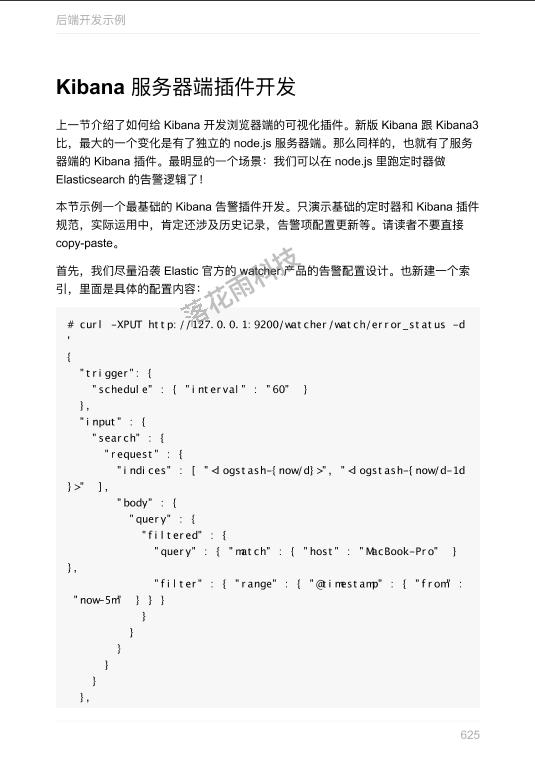 后端开发示例
Kibana 服务器端插件开发
上一节介绍了如何给 Kibana 开发浏览器端的可视化插件。新版 Kibana 跟 Kibana3
比，最大的一个变化是有了独立的 node.js 服务器端。那么同样的，也就有了服务
器端的 Kibana 插件。最明显的一个场景：我们可以在 node.js 里跑定时器做
Elasticsearch 的告警逻辑了！
本节示例一个最基础的 Kibana 告警插件开发。只演示基础的定时器和 Kibana 插件
规范，实际运用中，肯定还涉及历史记录，告警项配置更新等。请读者不要直接
copy-paste。
首先，我们尽量沿袭 Elastic 官方的 watcher 产品的告警配置设计。也新建一个索
引，里面是具体的配置内容：
落花雨科技
# curl -XPUT http://127.0.0.1:9200/watcher/watch/error_status -d
'
{
  "trigger": {
    "schedule" : { "interval" : "60"  }
  },
  "input" : {
    "search" : {
      "request" : {
        "indices" : [ "<logstash-{now/d}>", "<logstash-{now/d-1d
}>"  ],
        "body" : {
          "query" : {
            "filtered" : {
              "query" : { "match" : { "host" : "MacBook-Pro"  }
},
              "filter" : { "range" : { "@timestamp" : { "from" :
 "now-5m"  } } }
            }
          }
        }
      }
    }
  },
625